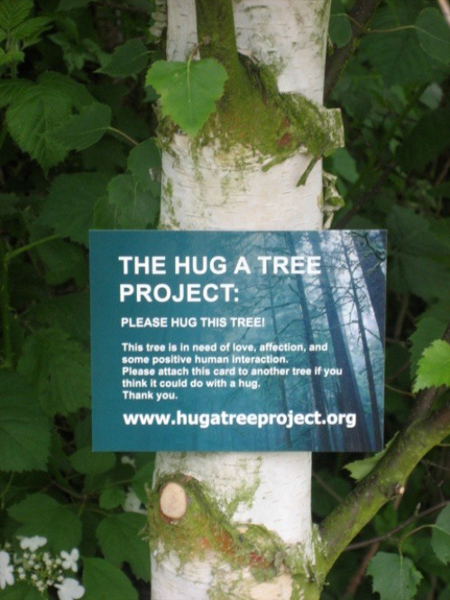 THE HUG A TREE
PROJECT:
PLEASE HUG THIS TREE!
This tree is in need of love, affection, and
some positive human interaction.
Please attach this card to another tree if you
think it could do with a hug.
Thank you.
www.hugatreeproject.org